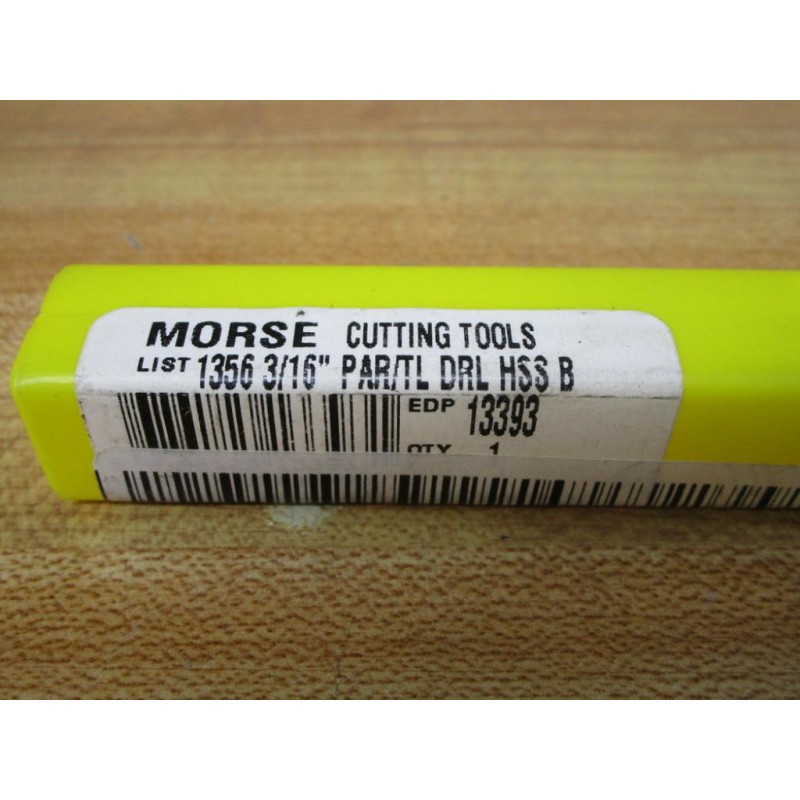 MORSE CUTTING TOOLS
LIST 1356 3/16" PAR/TL DRL HSS B
EDP 13393
QTY 1